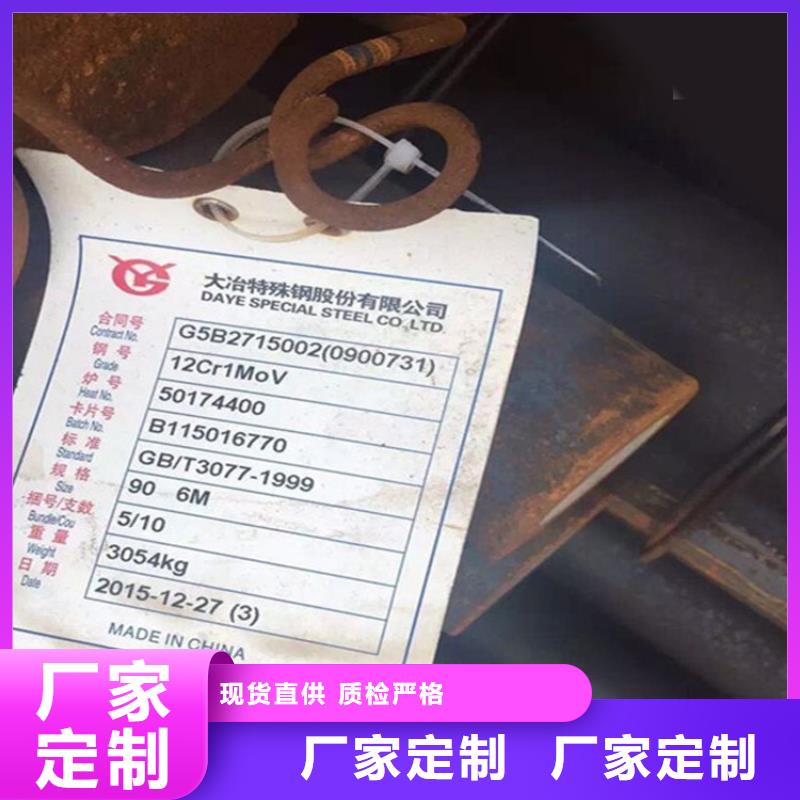 大冶特殊钢股份有限公司
DAYE SPECIAL STEEL CO.,LTD.
合同号 G5B2715002(0900731)
Contract No.
钢号 12Cr1MoV
Grade
炉号 50174400
Heat No.
卡片号 B115016770
Batch No.
标准 GB/T3077-1999
Standard
规格 90 6M
Size
捆号/支数 5/10
Bundle/Cou
重量 3054kg
Weight
日期 2015-12-27 (3)
Date
MADE IN CHINA
厂家
定制
现货直供 质检严格
厂家定制 厂家定制